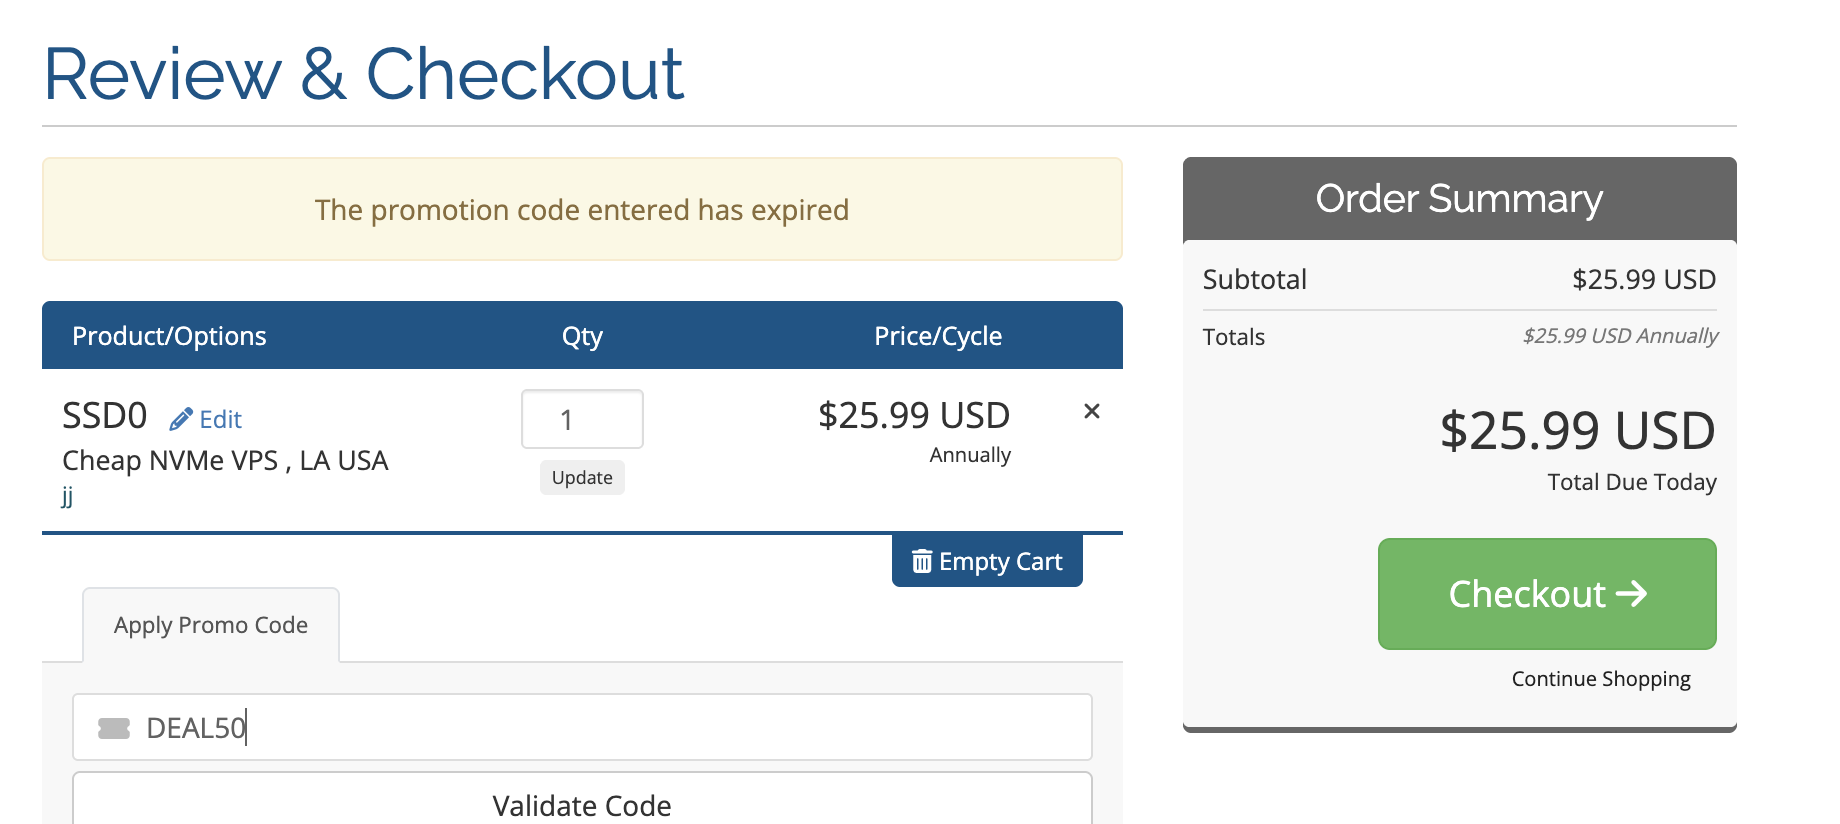 Review & Checkout
The promotion code entered has expired
Product/Options Qty Price/Cycle
SSD0 Edit 1 $25.99 USD
Cheap NVMe VPS , LA USA Annually
jj Update
Empty Cart
Apply Promo Code
DEAL50
Validate Code
Order Summary
Subtotal $25.99 USD
Totals $25.99 USD Annually
$25.99 USD
Total Due Today
Checkout
Continue Shopping